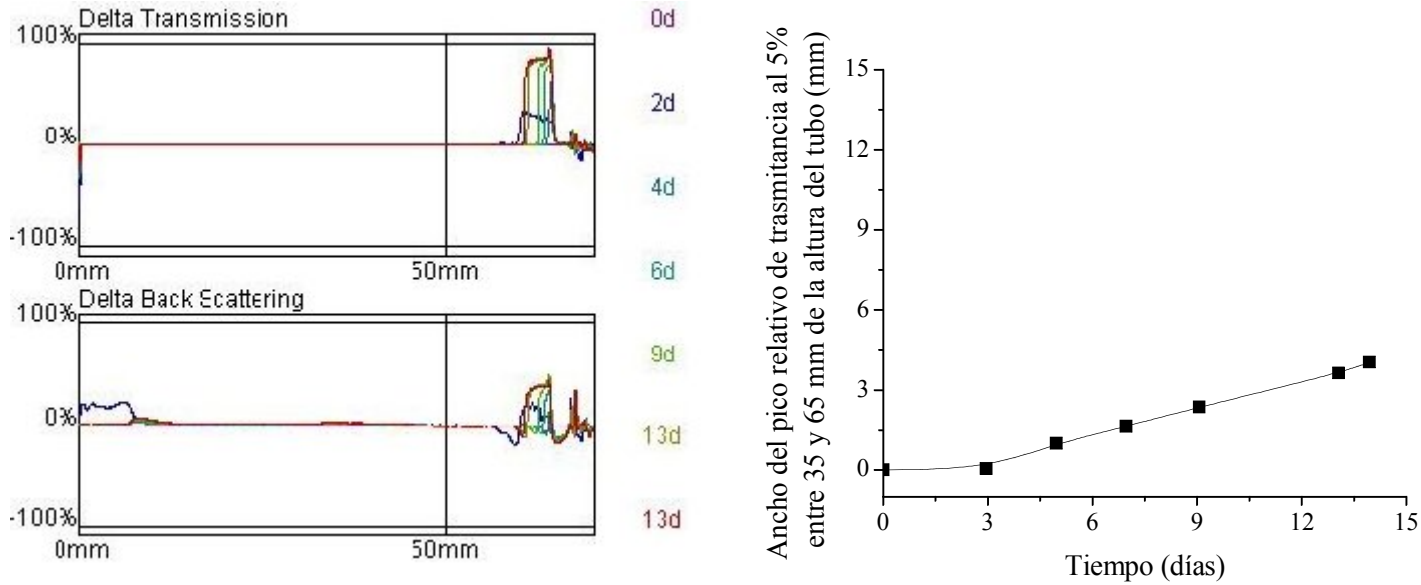 Delta Transmission
100%
0%
-100%
0mm
50mm
Delta Back Scattering
100%
0%
-100%
0mm
50mm
0d
2d
4d
6d
9d
13d
13d
Ancho del pico relativo de trasmitancia al 5%
entre 35 y 65 mm de la altura del tubo (mm)
15
12
9
6
3
0
0
3
6
9
12
15
Tiempo (días)